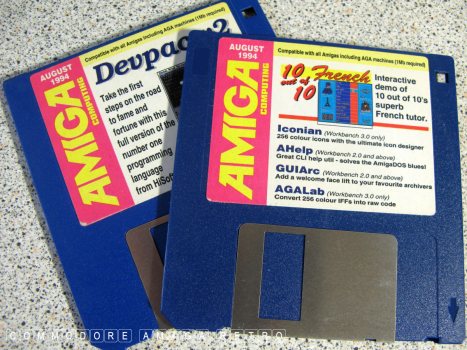 AUGUST
1994
AMIGA
COMPUTING
Compatible with all Amigas including AGA machines (1Mb required)
Devpac 2
Take the first
steps on the road
to fame and
fortune with this
full version of the
number one
programming
language
from HiSoft
AUGUST
1994
AMIGA
COMPUTING
Compatible with all Amigas including AGA machines (1Mb required)
10 out of 10
French
Interactive
demo of
10 out of 10's
superb
French tutor.
Iconian (Workbench 3.0 only)
256 colour icons with the ultimate icon designer
AHelp (Workbench 2.0 and above)
Great CLI help util - solves the AmigaDOS blues!
GUIArc (Workbench 2.0 and above)
Add a welcome face lift to your favourite archivers
AGALab (Workbench 3.0 only)
Convert 256 colour IFFs into raw code
COMMODORE AMIGA RETRO